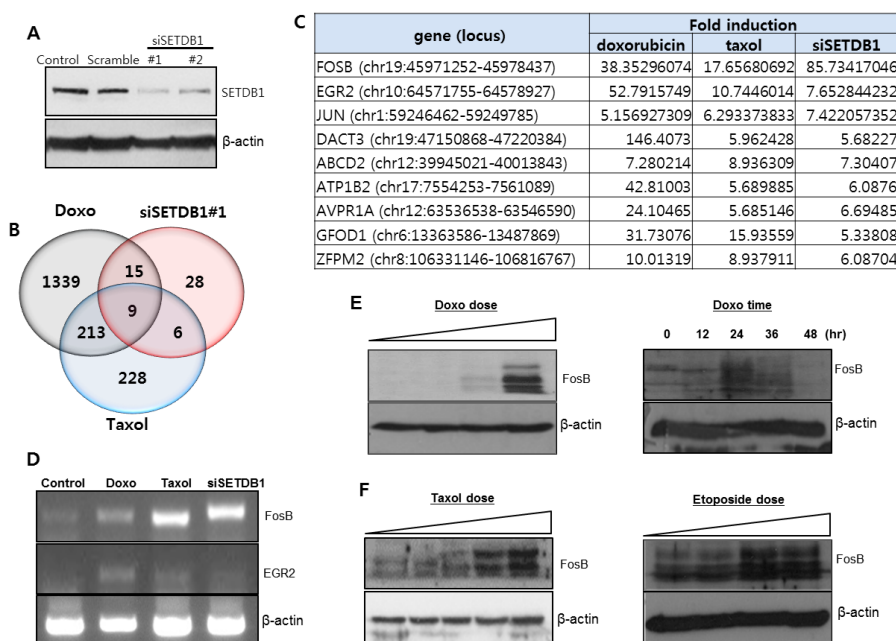 A
siSETDB1
Control Scramble #1 #2
SETDB1
β-actin
B
Doxo siSETDB1#1
1339 15 28
9
213 6
228
Taxol
C
gene (locus) Fold induction
doxorubicin taxol siSETDB1
FOSB (chr19:45971252-45978437) 38.35296074 17.65680692 85.73417046
EGR2 (chr10:64571755-64578927) 52.7915749 10.7446014 7.652844232
JUN (chr1:59246462-59249785) 5.156927309 6.293373833 7.422057352
DACT3 (chr19:47150868-47220384) 146.4073 5.962428 5.68227
ABCD2 (chr12:39945021-40013843) 7.280214 8.936309 7.30407
ATP1B2 (chr17:7554253-7561089) 42.81003 5.689885 6.0876
AVPR1A (chr12:63536538-63546590) 24.10465 5.685146 6.69485
GFOD1 (chr6:13363586-13487869) 31.73076 15.93559 5.33808
ZFPM2 (chr8:106331146-106816767) 10.01319 8.937911 6.08704
D
Control Doxo Taxol siSETDB1
FosB
EGR2
β-actin
E
Doxo dose
FosB
β-actin
Doxo time
0 12 24 36 48 (hr)
FosB
β-actin
F
Taxol dose
FosB
β-actin
Etoposide dose
FosB
β-actin